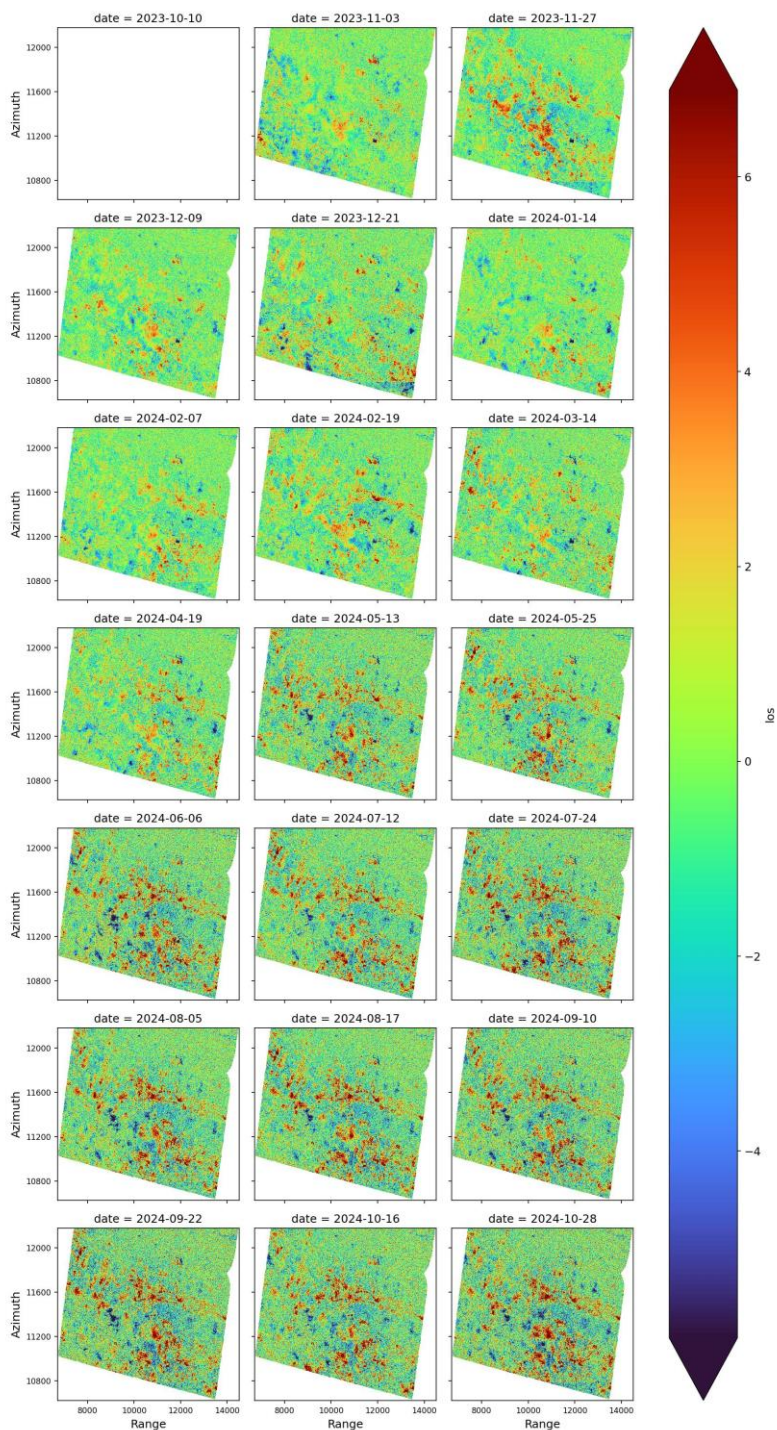 date = 2023-10-10
date = 2023-11-03
date = 2023-11-27
12000
11600
11200
10800
Azimuth
date = 2023-12-09
date = 2023-12-21
date = 2024-01-14
12000
11600
11200
10800
Azimuth
date = 2024-02-07
date = 2024-02-19
date = 2024-03-14
12000
11600
11200
10800
Azimuth
date = 2024-04-19
date = 2024-05-13
date = 2024-05-25
12000
11600
11200
10800
Azimuth
date = 2024-06-06
date = 2024-07-12
date = 2024-07-24
12000
11600
11200
10800
Azimuth
date = 2024-08-05
date = 2024-08-17
date = 2024-09-10
12000
11600
11200
10800
Azimuth
date = 2024-09-22
date = 2024-10-16
date = 2024-10-28
12000
11600
11200
10800
Azimuth
8000 10000 12000 14000
Range
8000 10000 12000 14000
Range
8000 10000 12000 14000
Range
6
4
2
0
−2
−4
los